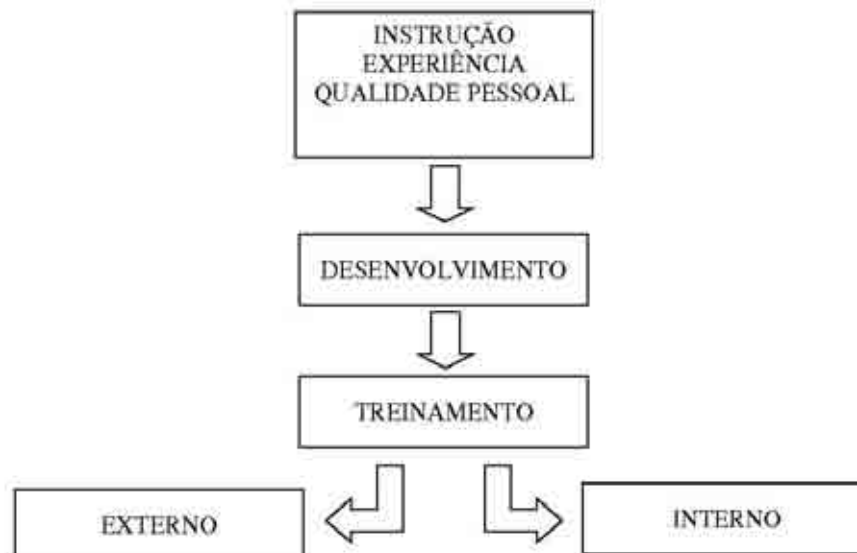 INSTRUÇÃO
EXPERIÊNCIA
QUALIDADE PESSOAL
DESENVOLVIMENTO
TREINAMENTO
EXTERNO
INTERNO